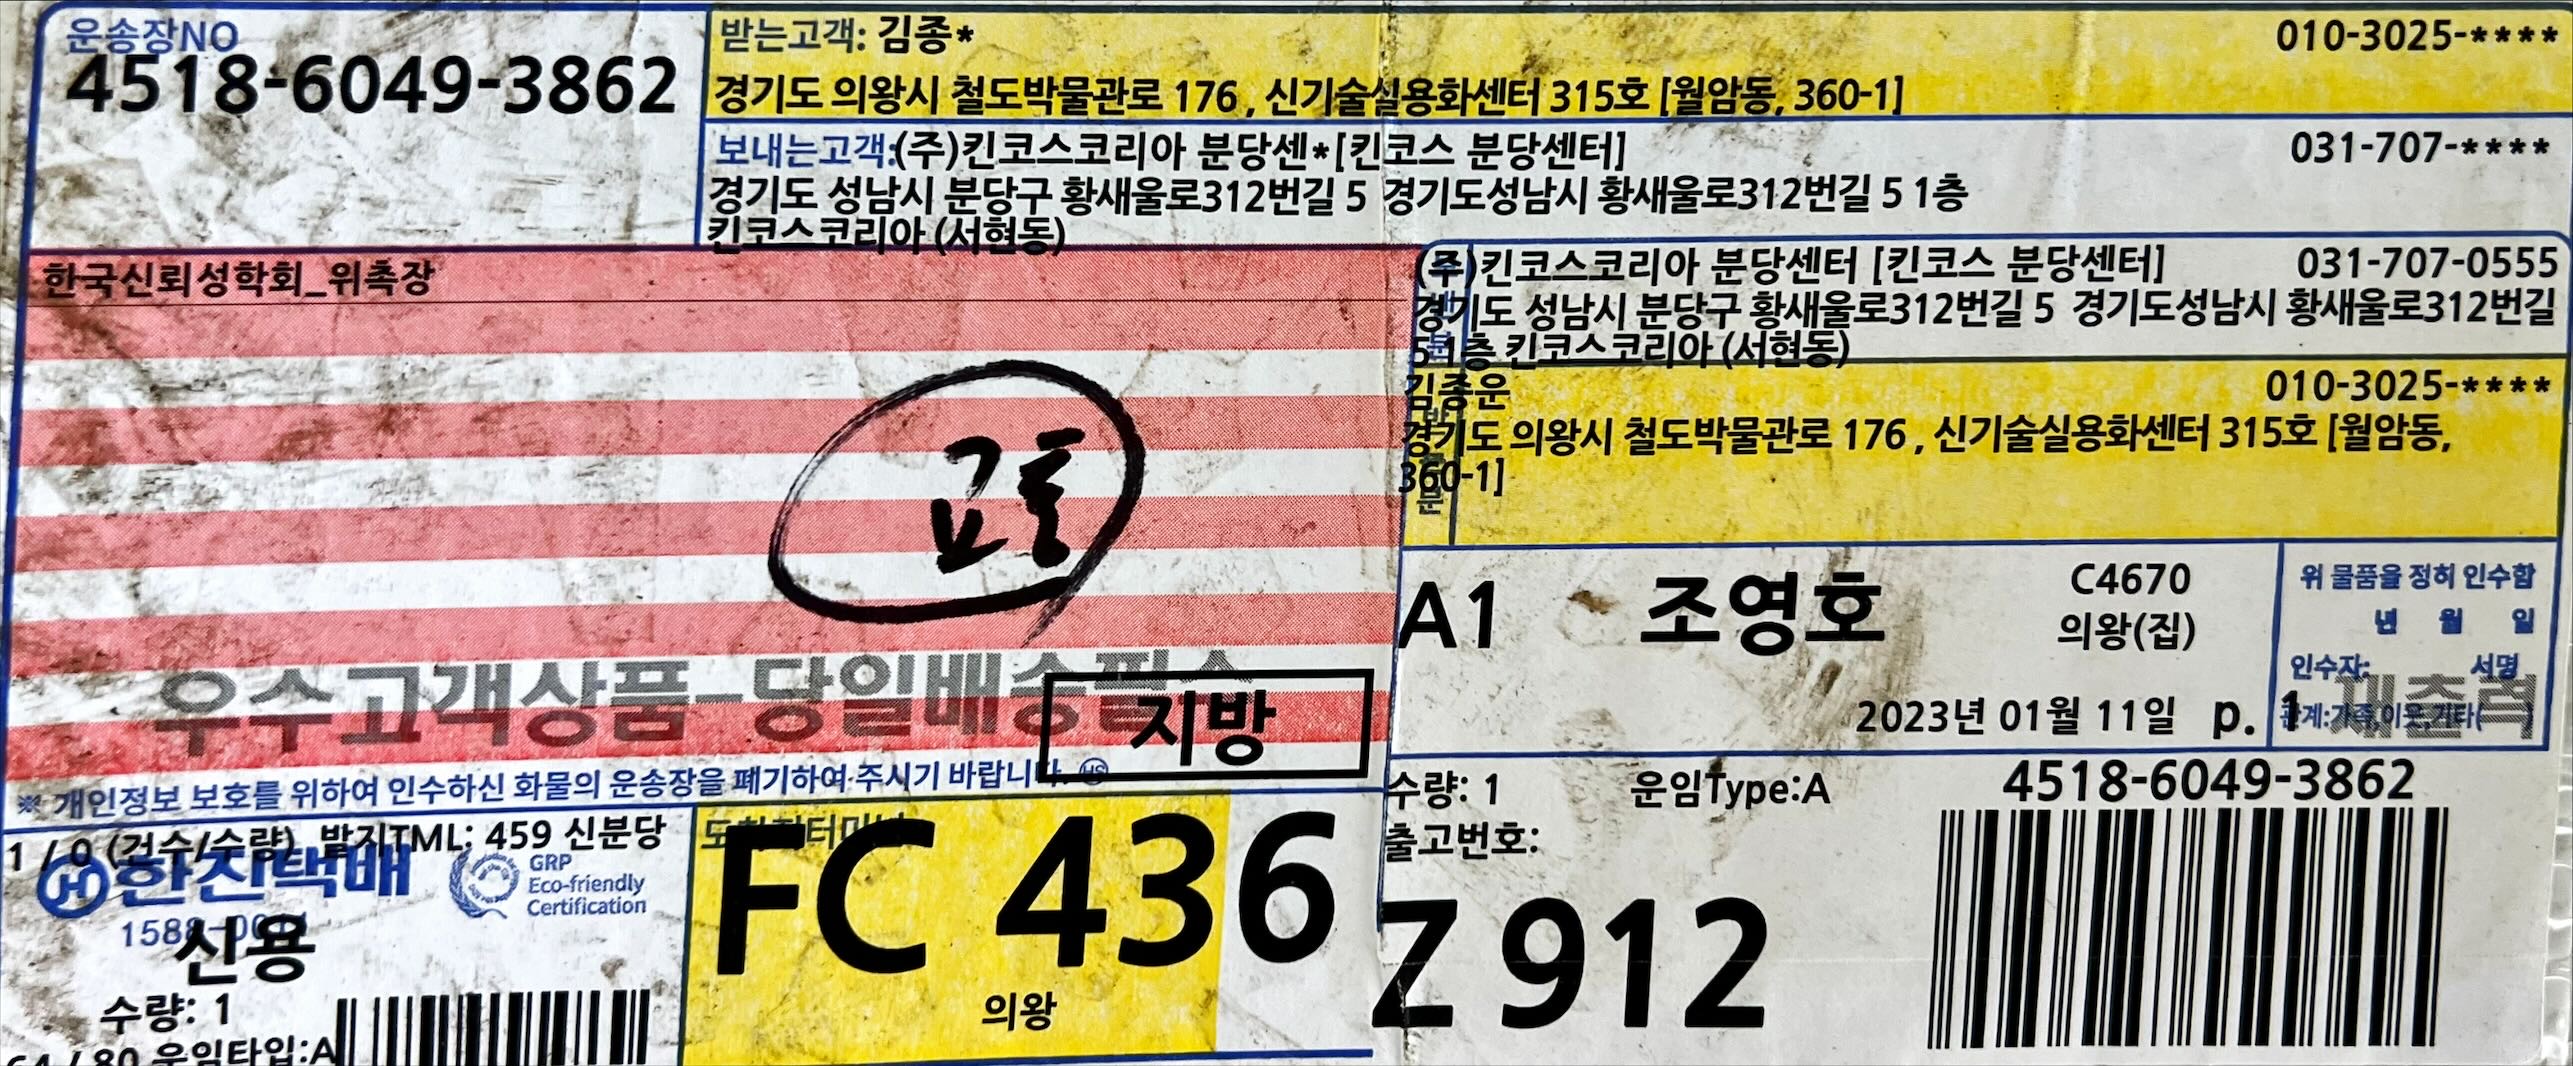 운송장NO
4518-6049-3862
받는고객: 김종* 010-3025-****
경기도 의왕시 철도박물관로 176 , 신기술실용화센터 315호 [월암동, 360-1]
보내는고객:(주)킨코스코리아 분당센*[킨코스 분당센터] 031-707-****
경기도 성남시 분당구 황새울로312번길 5 경기도성남시 황새울로312번길 5 1층
킨코스코리아 (서현동)
한국신뢰성학회_위촉장
우수고객상품-당일배송필수
지방
※ 개인정보 보호를 위하여 인수하신 화물의 운송장을 폐기하여 주시기 바랍니다.
(주)킨코스코리아 분당센터 [킨코스 분당센터] 031-707-0555
경기도 성남시 분당구 황새울로312번길 5 경기도성남시 황새울로312번길
5 1층 킨코스코리아 (서현동)
김종운 010-3025-****
경기도 의왕시 철도박물관로 176 , 신기술실용화센터 315호 [월암동,
360-1]
A1 조영호 C4670
의왕(집)
2023년 01월 11일 p. 1
위 물품을 정히 인수함
년 월 일
인수자: 서명
관계:가족,이웃,기타( )
재출력
1 / 0 (건수/수량) 발지TML: 459 신분당
한진택배
GRP
Eco-friendly
Certification
신용
수량: 1
64 / 80 운임타입:A
도착터미널
FC 436
의왕
수량: 1 운임Type:A
출고번호:
Z 912
4518-6049-3862